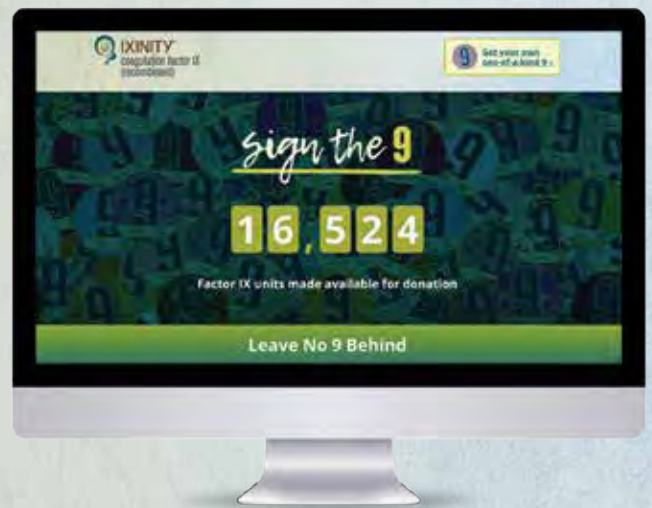 IXINITY
coagulation factor IX
(recombinant)
9
Get your own
one-of-a-kind 9 >
sign the 9
16,524
Factor IX units made available for donation
Leave No 9 Behind